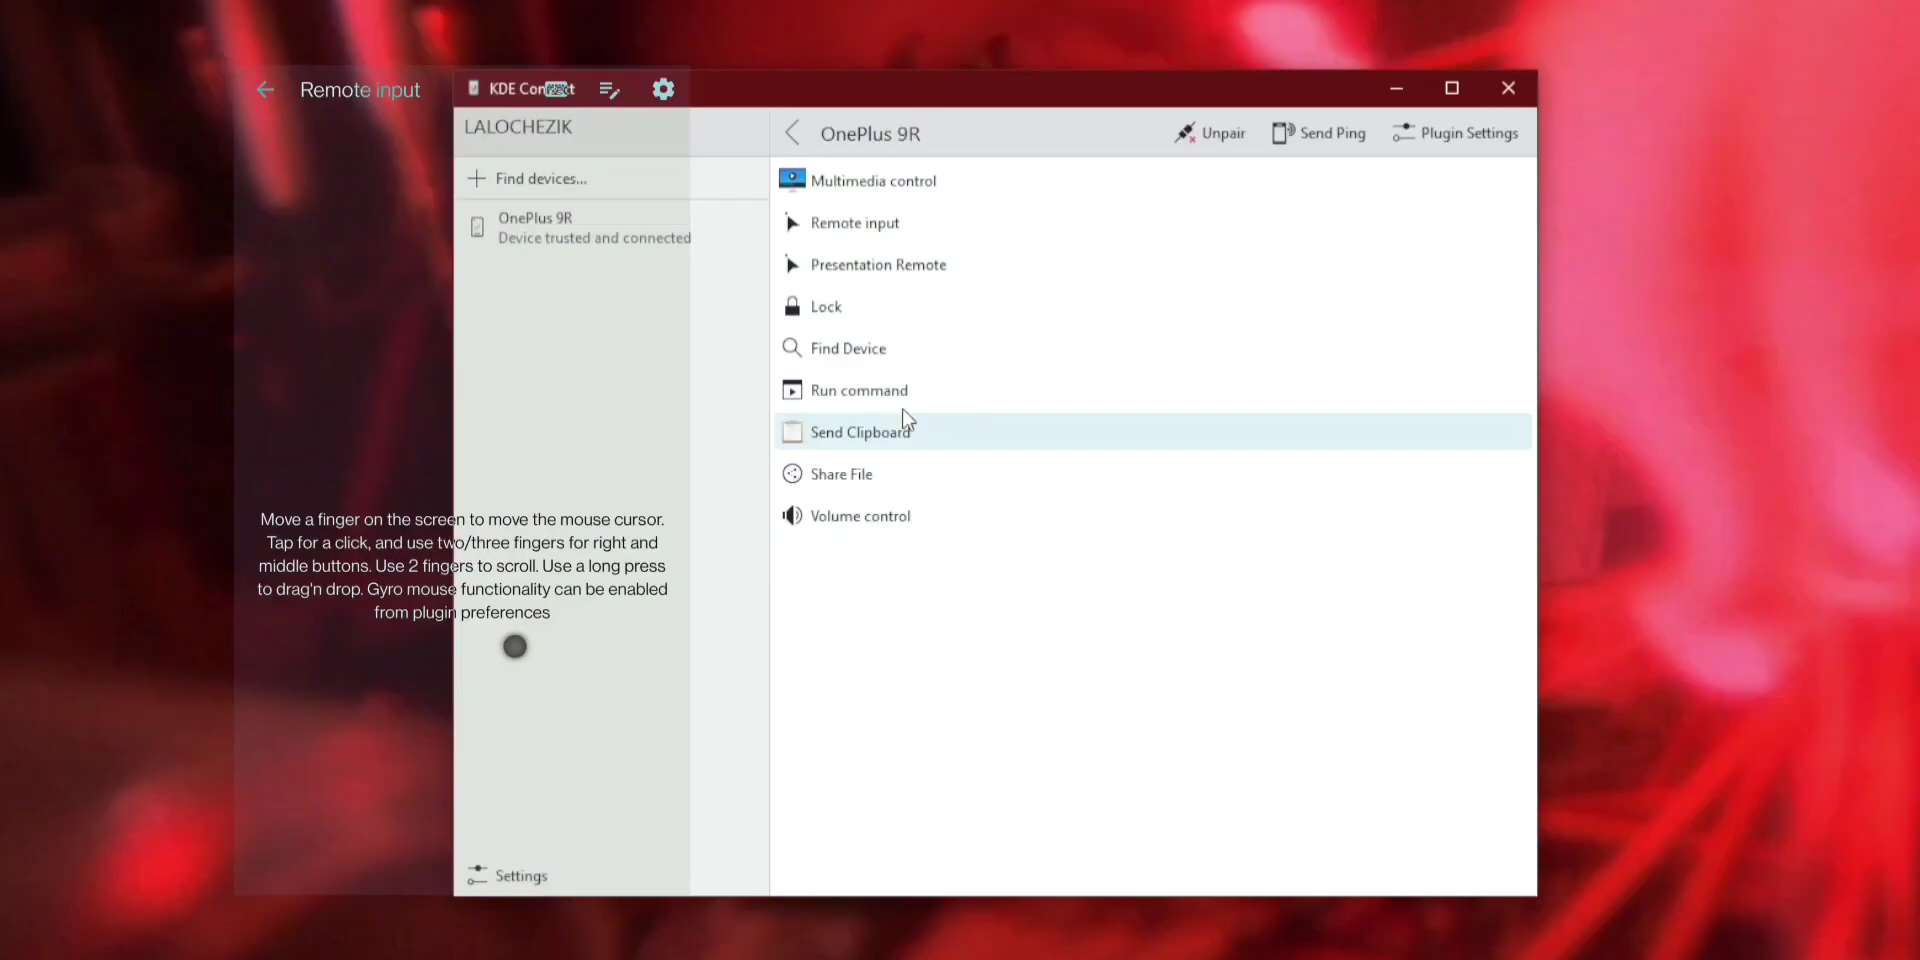 Remote input
KDE Con ct
LALOCHEZIK
OnePlus 9R
Unpair
Send Ping
Plugin Settings
Find devices...
OnePlus 9R
Device trusted and connected
Multimedia control
Remote input
Presentation Remote
Lock
Find Device
Run command
Send Clipboard
Share File
Volume control
Move a finger on the screen to move the mouse cursor.
Tap for a click, and use two/three fingers for right and
middle buttons. Use 2 fingers to scroll. Use a long press
to drag'n drop. Gyro mouse functionality can be enabled
from plugin preferences
Settings